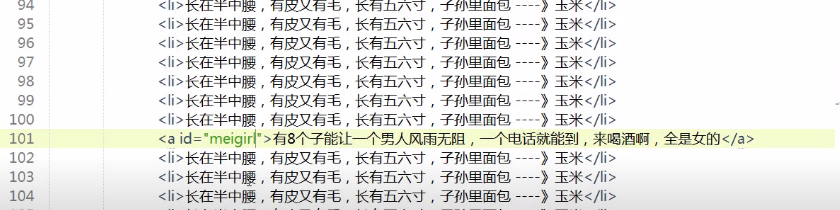 94 <li>长在半中腰，有皮又有毛，长有五六寸，子孙里面包 ----》玉米</li>
95 <li>长在半中腰，有皮又有毛，长有五六寸，子孙里面包 ----》玉米</li>
96 <li>长在半中腰，有皮又有毛，长有五六寸，子孙里面包 ----》玉米</li>
97 <li>长在半中腰，有皮又有毛，长有五六寸，子孙里面包 ----》玉米</li>
98 <li>长在半中腰，有皮又有毛，长有五六寸，子孙里面包 ----》玉米</li>
99 <li>长在半中腰，有皮又有毛，长有五六寸，子孙里面包 ----》玉米</li>
100 <li>长在半中腰，有皮又有毛，长有五六寸，子孙里面包 ----》玉米</li>
101 <a id="meigirl">有8个子能让一个男人风雨无阻，一个电话就能到，来喝酒啊，全是女的</a>
102 <li>长在半中腰，有皮又有毛，长有五六寸，子孙里面包 ----》玉米</li>
103 <li>长在半中腰，有皮又有毛，长有五六寸，子孙里面包 ----》玉米</li>
104 <li>长在半中腰，有皮又有毛，长有五六寸，子孙里面包 ----》玉米</li>